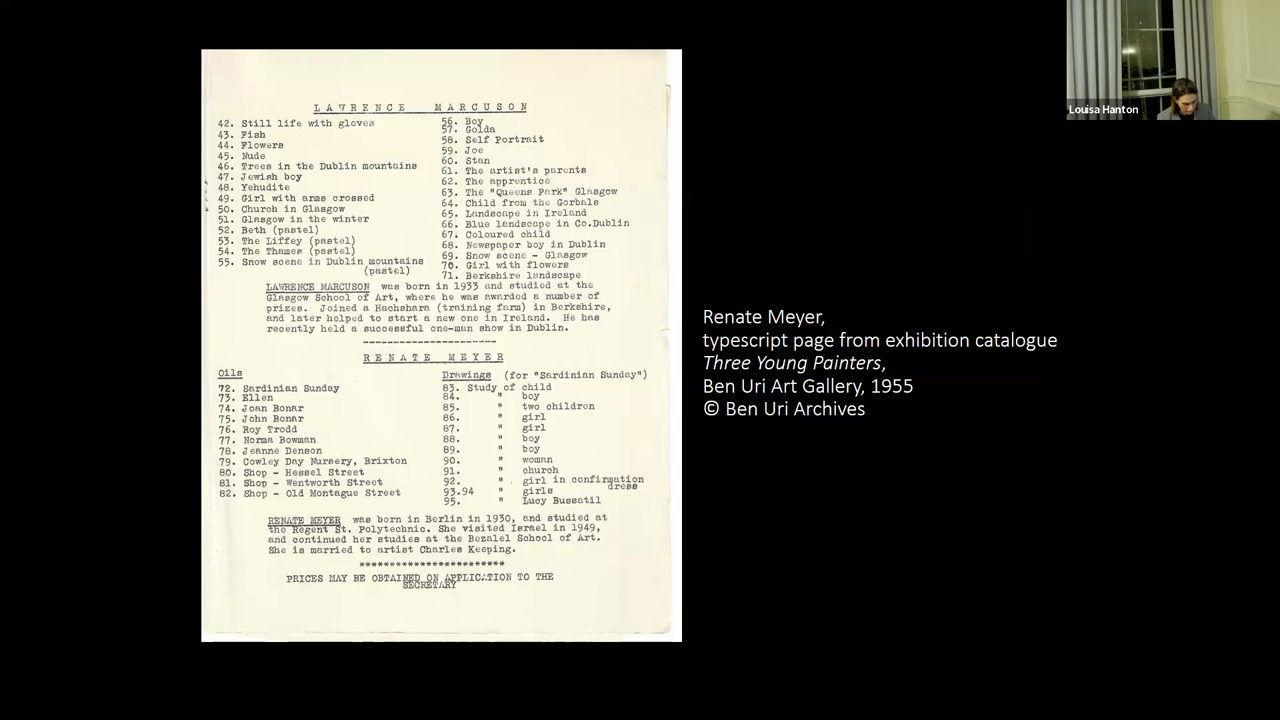 LAWRENCE MARCUSON
42. Still life with gloves
43. Fish
44. Flowers
45. Nude
46. Trees in the Dublin mountains
47. Jewish boy
48. Yehudite
49. Girl with arms crossed
50. Church in Glasgow
51. Glasgow in the winter
52. Beth (pastel)
53. The Liffey (pastel)
54. The Thames (pastel)
55. Snow scene in Dublin mountains
(pastel)
56. Boy
57. Golda
58. Self Portrait
59. Joe
60. Stan
61. The artist's parents
62. The apprentice
63. The "Queens Park" Glasgow
64. Child from the Gorbals
65. Landscape in Ireland
66. Blue landscape in Co.Dublin
67. Coloured child
68. Newspaper boy in Dublin
69. Snow scene - Glasgow
70. Girl with flowers
71. Berkshire landscape
LAWRENCE MARCUSON was born in 1933 and studied at the
Glasgow School of Art, where he was awarded a number of
prizes. Joined a Hachshara (training farm) in Berkshire,
and later helped to start a new one in Ireland. He has
recently held a successful one-man show in Dublin.
----------------------
RENATE MEYER
Oils
72. Sardinian Sunday
73. Ellen
74. Joan Bonar
75. John Bonar
76. Roy Trodd
77. Norma Bowman
78. Jeanne Denson
79. Cowley Day Nursery, Brixton
80. Shop - Hessel Street
81. Shop - Wentworth Street
82. Shop - Old Montague Street
Drawings (for "Sardinian Sunday")
83. Study of child
84. " boy
85. " two children
86. " girl
87. " girl
88. " boy
89. " boy
90. " woman
91. " church
92. " girl in confirmation
dress
93.94 " girls
95. " Lucy Bussatil
RENATE MEYER was born in Berlin in 1930, and studied at
the Regent St. Polytechnic. She visited Israel in 1949,
and continued her studies at the Bezalel School of Art.
She is married to artist Charles Keeping.
************************
PRICES MAY BE OBTAINED ON APPLICATION TO THE
SECRETARY
Renate Meyer,
typescript page from exhibition catalogue
Three Young Painters,
Ben Uri Art Gallery, 1955
© Ben Uri Archives
Louisa Hanton